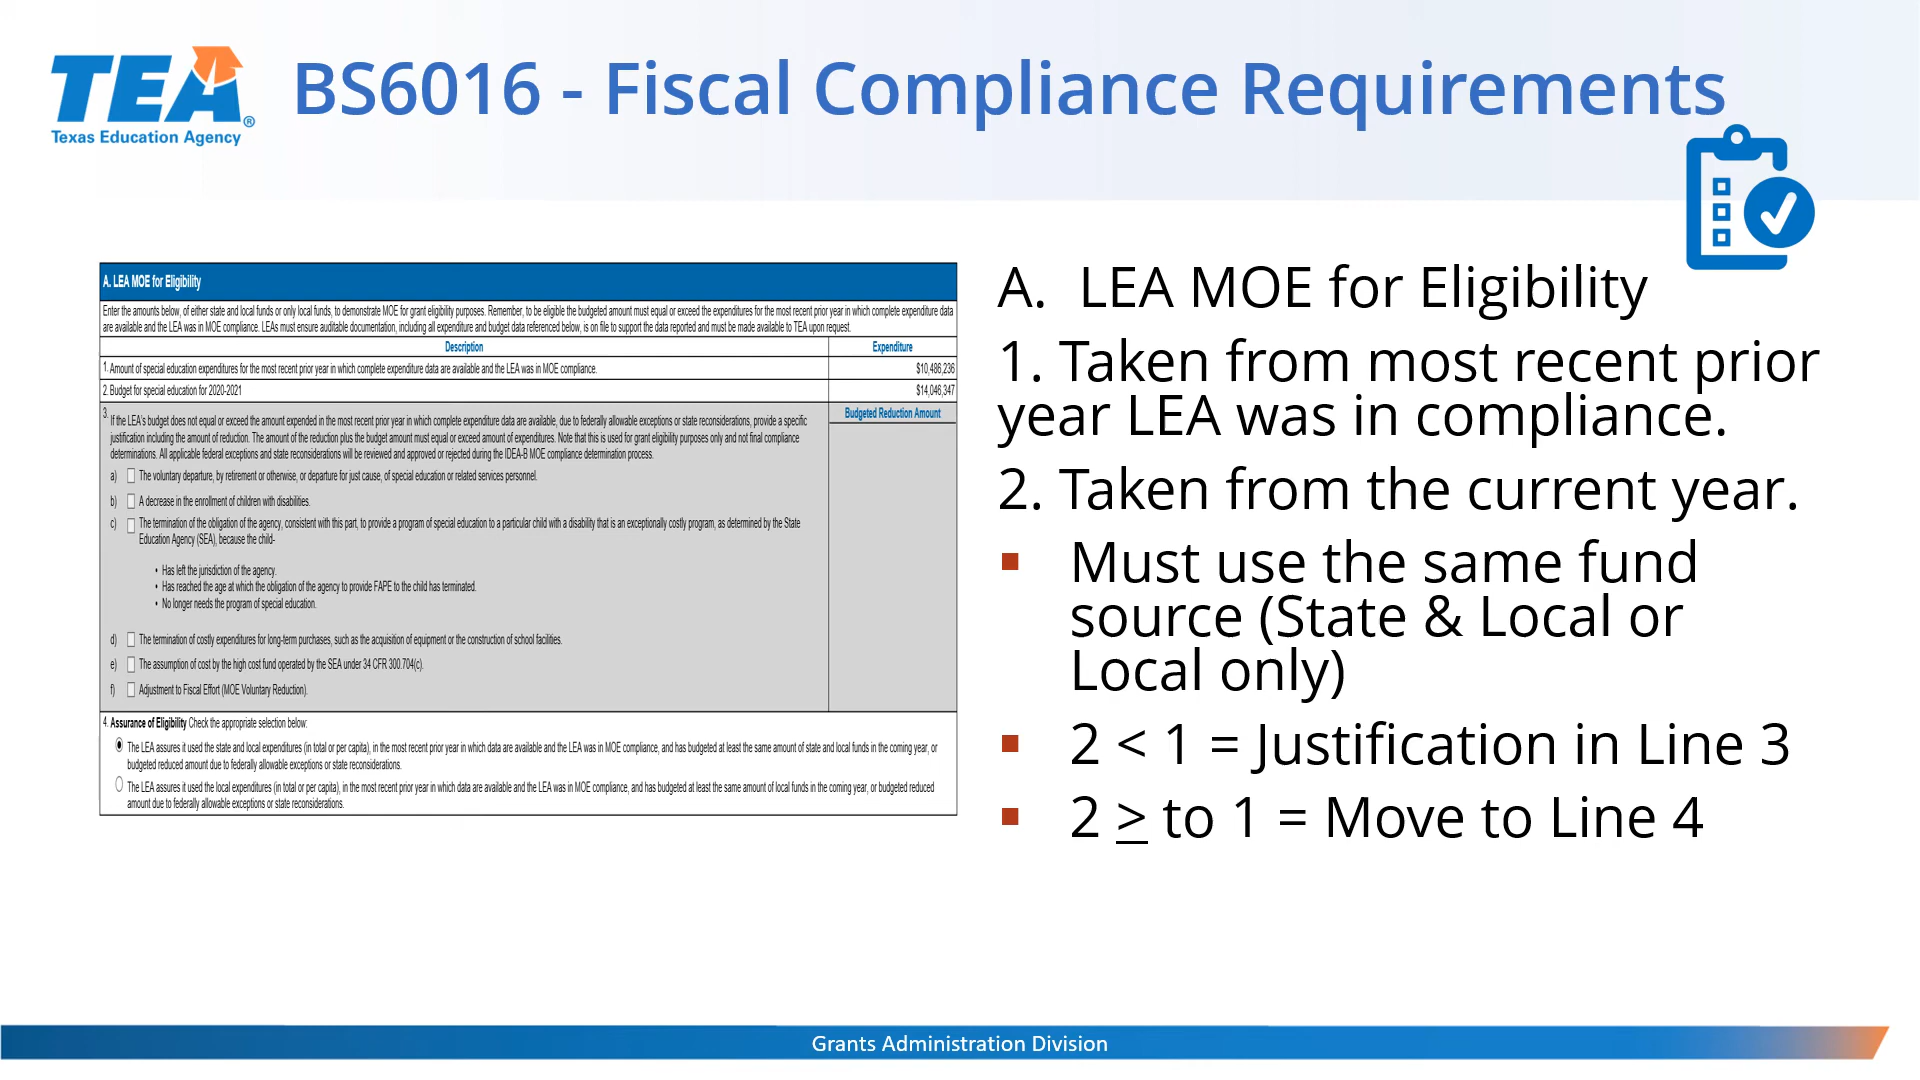 TEA®
Texas Education Agency
BS6016 - Fiscal Compliance Requirements
A. LEA MOE for Eligibility
Enter the amounts below, of either state and local funds or only local funds, to demonstrate MOE for grant eligibility purposes. Remember, to be eligible the budgeted amount must equal or exceed the expenditures for the most recent prior year in which complete expenditure data
are available and the LEA was in MOE compliance. LEAs must ensure auditable documentation, including all expenditure and budget data referenced below, is on file to support the data reported and must be made available to TEA upon request.
Description Expenditure
1. Amount of special education expenditures for the most recent prior year in which complete expenditure data are available and the LEA was in MOE compliance. $10,486,236
2. Budget for special education for 2020-2021 $14,046,347
3. If the LEA's budget does not equal or exceed the amount expended in the most recent prior year in which complete expenditure data are available, due to federally allowable exceptions or state reconsiderations, provide a specific
Budgeted Reduction Amount
justification including the amount of reduction. The amount of the reduction plus the budget amount must equal or exceed amount of expenditures. Note that this is used for grant eligibility purposes only and not final compliance
determinations. All applicable federal exceptions and state reconsiderations will be reviewed and approved or rejected during the IDEA-B MOE compliance determination process.
a) The voluntary departure, by retirement or otherwise, or departure for just cause, of special education or related services personnel.
b) A decrease in the enrollment of children with disabilities.
c) The termination of the obligation of the agency, consistent with this part, to provide a program of special education to a particular child with a disability that is an exceptionally costly program, as determined by the State
Education Agency (SEA), because the child-
• Has left the jurisdiction of the agency.
• Has reached the age at which the obligation of the agency to provide FAPE to the child has terminated.
• No longer needs the program of special education.
d) The termination of costly expenditures for long-term purchases, such as the acquisition of equipment or the construction of school facilities.
e) The assumption of cost by the high cost fund operated by the SEA under 34 CFR 300.704(c).
f) Adjustment to Fiscal Effort (MOE Voluntary Reduction).
4. Assurance of Eligibility Check the appropriate selection below:
The LEA assures it used the state and local expenditures (in total or per capita), in the most recent prior year in which data are available and the LEA was in MOE compliance, and has budgeted at least the same amount of state and local funds in the coming year, or
budgeted reduced amount due to federally allowable exceptions or state reconsiderations.
The LEA assures it used the local expenditures (in total or per capita), in the most recent prior year in which data are available and the LEA was in MOE compliance, and has budgeted at least the same amount of local funds in the coming year, or budgeted reduced
amount due to federally allowable exceptions or state reconsiderations.
A. LEA MOE for Eligibility
1. Taken from most recent prior
year LEA was in compliance.
2. Taken from the current year.
▪ Must use the same fund
source (State & Local or
Local only)
▪ 2 < 1 = Justification in Line 3
▪ 2 > to 1 = Move to Line 4
Grants Administration Division